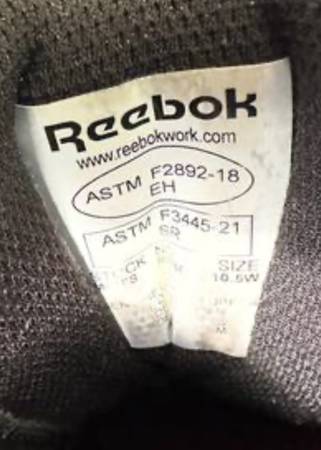 Reebok
www.reebokwork.com
ASTM F2892-18
EH
ASTM F3445-21
SR
SIZE
10.5W
M